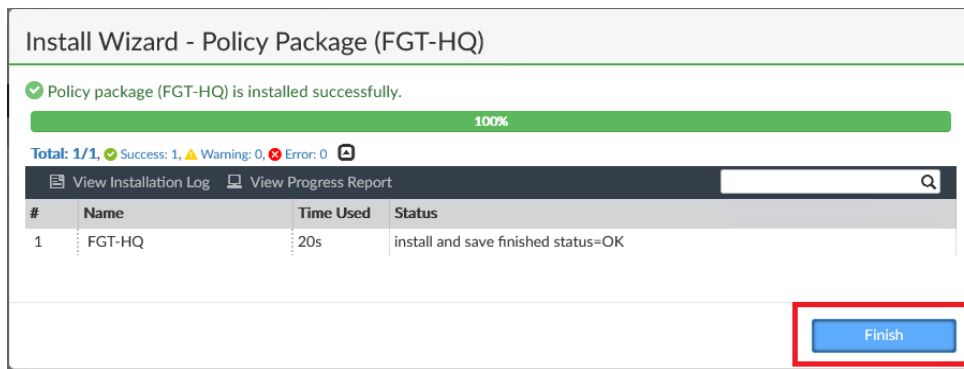 Install Wizard - Policy Package (FGT-HQ)
Policy package (FGT-HQ) is installed successfully.
100%
Total: 1/1, Success: 1, Warning: 0, Error: 0
View Installation Log View Progress Report
# Name Time Used Status
1 FGT-HQ 20s install and save finished status=OK
Finish